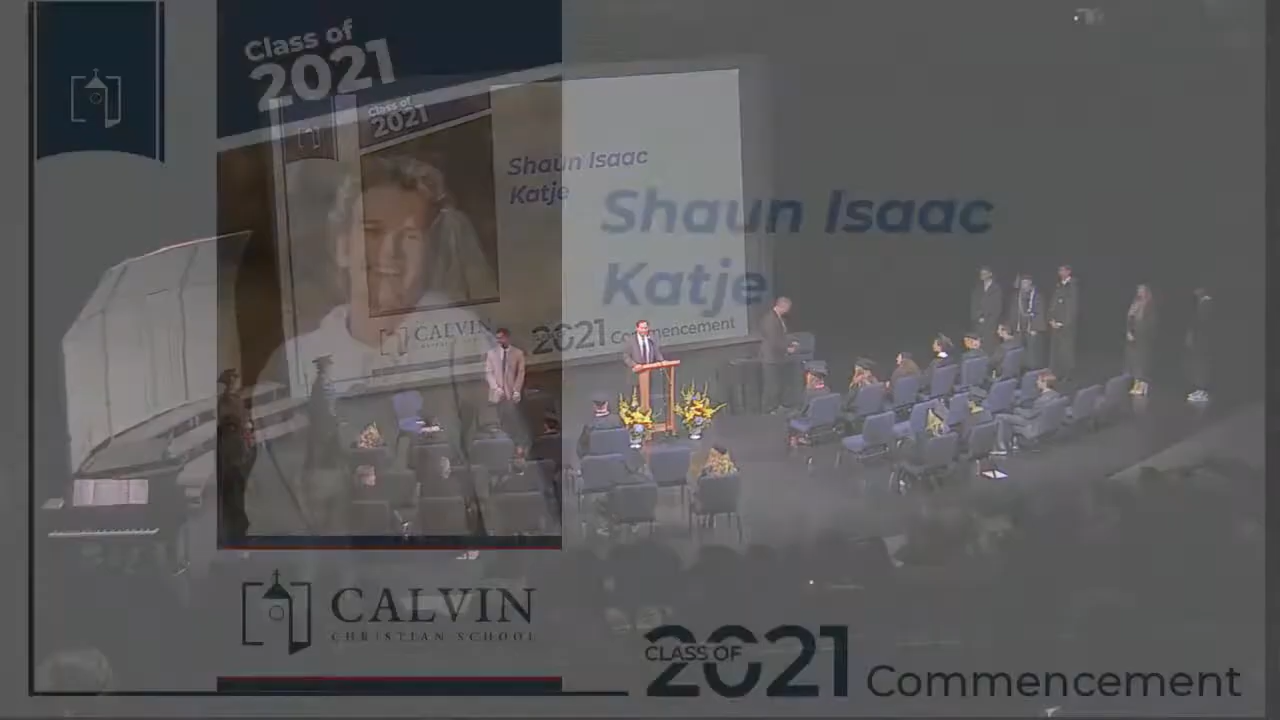 Class of
2021
Class of
2021
Shaun Isaac
Katje
Shaun Isaac
Katje
CALVIN
2021 Commencement
CALVIN
CHRISTIAN SCHOOL
CLASS OF
2021 Commencement